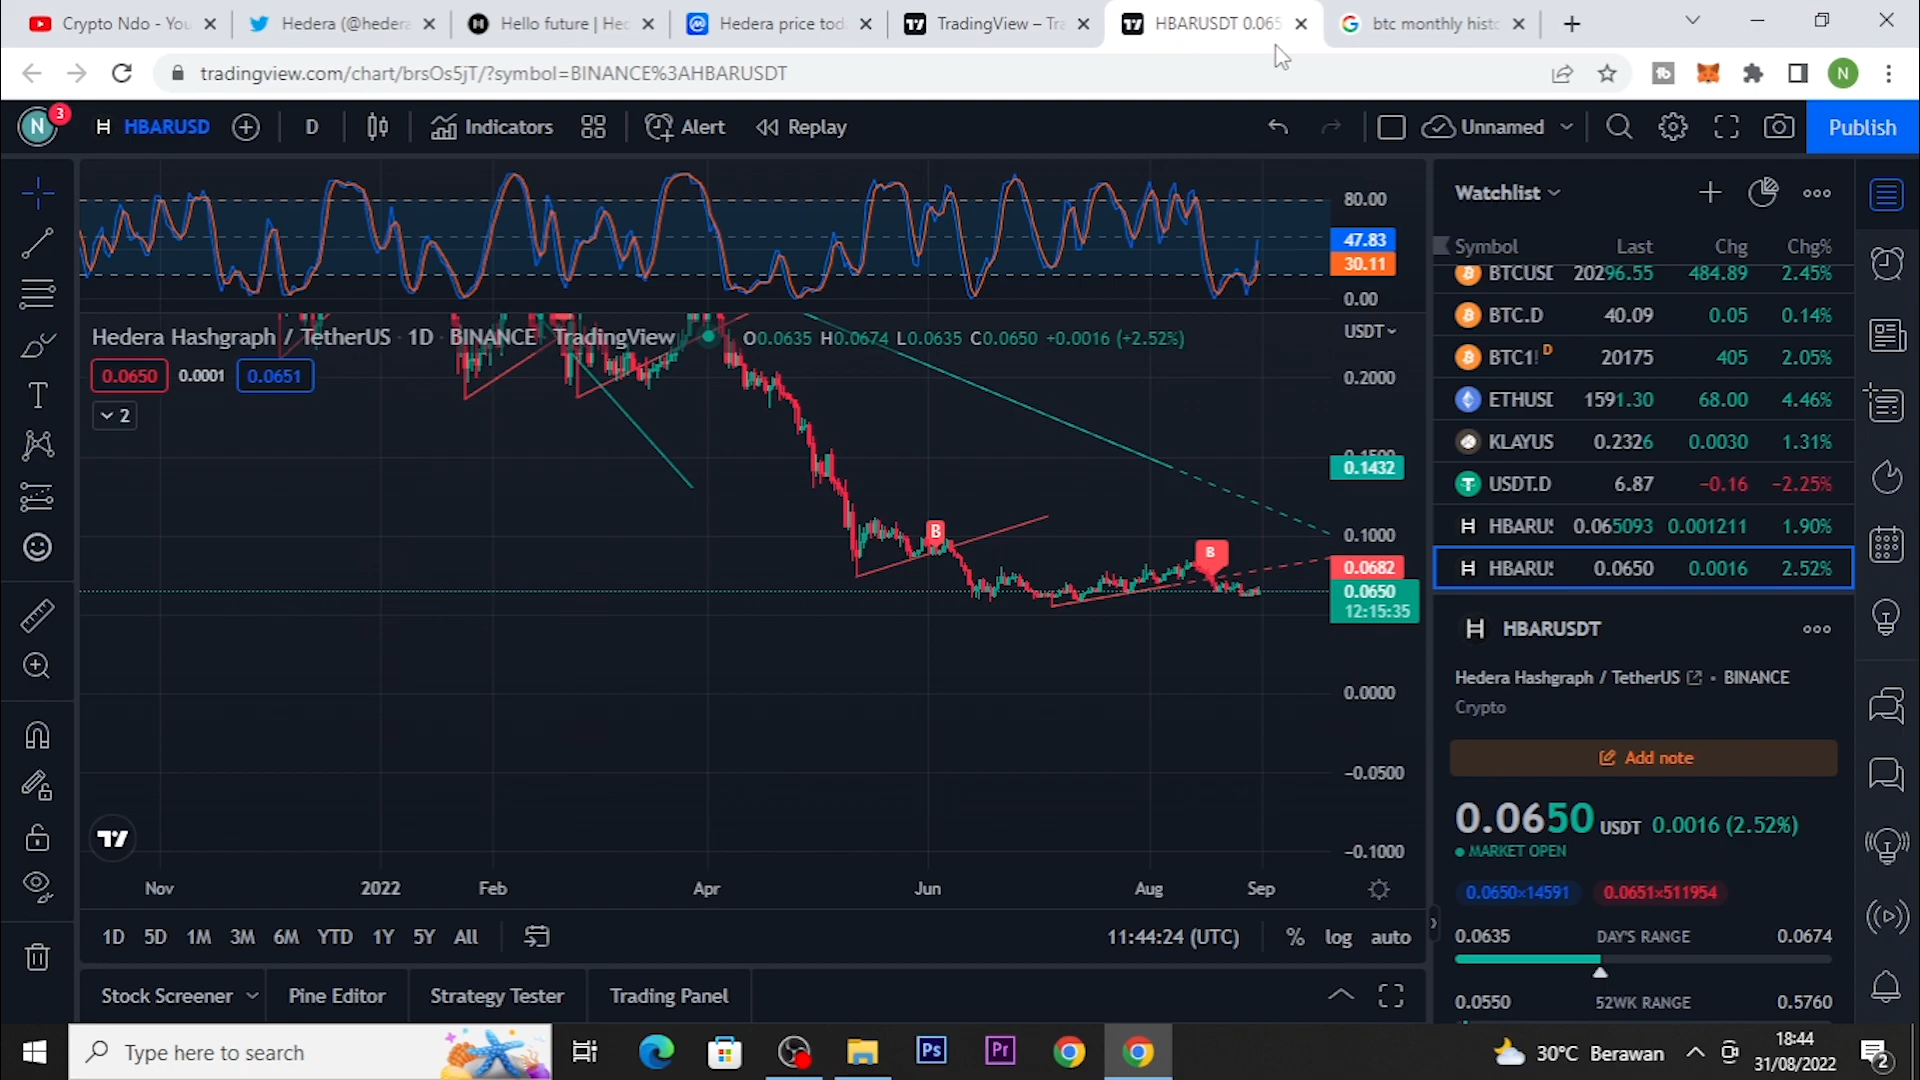 Crypto Ndo - You
Hedera (@hedera
Hello future | Hed
Hedera price tod
TradingView – Tra
HBARUSDT 0.065
btc monthly histo
tradingview.com/chart/brsOs5jT/?symbol=BINANCE%3AHBARUSDT
N
N 3
HBARUSD
D
Indicators
Alert
Replay
Unnamed
Publish
80.00
47.83
30.11
0.00
Hedera Hashgraph / TetherUS · 1D · BINANCE · TradingView
O0.0635 H0.0674 L0.0635 C0.0650 +0.0016 (+2.52%)
USDT
0.0650 0.0001 0.0651
2
0.2000
0.1432
0.1000
0.0682
0.0650
12:15:35
0.0000
−0.0500
−0.1000
B
B
Nov 2022 Feb Apr Jun Aug Sep
1D 5D 1M 3M 6M YTD 1Y 5Y All
11:44:24 (UTC) % log auto
Stock Screener Pine Editor Strategy Tester Trading Panel
Watchlist
Symbol Last Chg Chg%
BTCUSD 20296.55 484.89 2.45%
BTC.D 40.09 0.05 0.14%
BTC1! D 20175 405 2.05%
ETHUSD 1591.30 68.00 4.46%
KLAYUS 0.2326 0.0030 1.31%
USDT.D 6.87 −0.16 −2.25%
HBARU 0.065093 0.001211 1.90%
HBARU 0.0650 0.0016 2.52%
HBARUSDT
Hedera Hashgraph / TetherUS • BINANCE
Crypto
Add note
0.0650 USDT 0.0016 (2.52%)
MARKET OPEN
0.0650×14591 0.0651×511954
0.0635 DAY'S RANGE 0.0674
0.0550 52WK RANGE 0.5760
Type here to search
Ps
Pr
30°C Berawan
18:44
31/08/2022
2